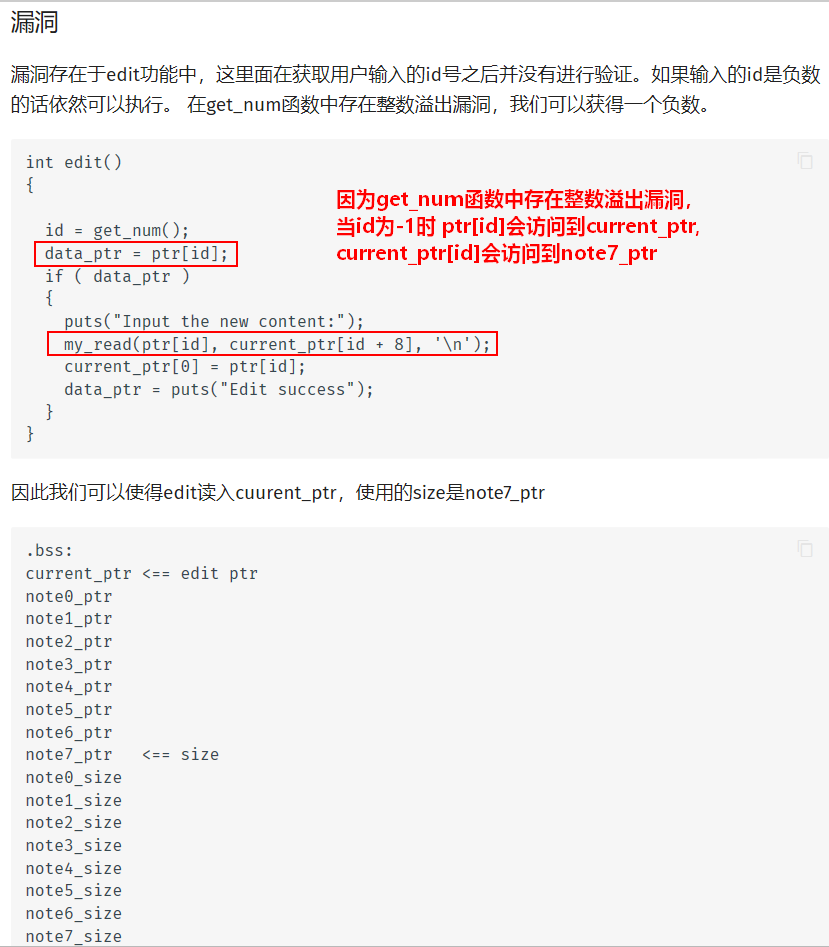 漏洞
漏洞存在于edit功能中，这里面在获取用户输入的id号之后并没有进行验证。如果输入的id是负数
的话依然可以执行。 在get_num函数中存在整数溢出漏洞，我们可以获得一个负数。
int edit()
{
因为get_num函数中存在整数溢出漏洞，
当id为-1时 ptr[id]会访问到current_ptr,
current_ptr[id]会访问到note7_ptr
id = get_num();
data_ptr = ptr[id];
if ( data_ptr )
{
puts("Input the new content:");
my_read(ptr[id], current_ptr[id + 8], '\n');
current_ptr[0] = ptr[id];
data_ptr = puts("Edit success");
}
}
因此我们可以使得edit读入cuurent_ptr，使用的size是note7_ptr
.bss:
current_ptr <== edit ptr
note0_ptr
note1_ptr
note2_ptr
note3_ptr
note4_ptr
note5_ptr
note6_ptr
note7_ptr   <== size
note0_size
note1_size
note2_size
note3_size
note4_size
note5_size
note6_size
note7_size